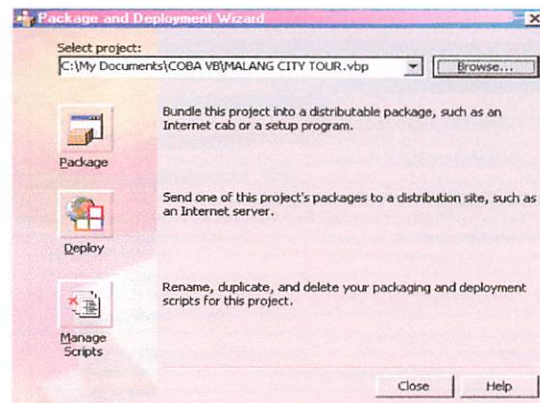 Package and Deployment Wizard
Select project:
C:\My Documents\COBA VB\MALANG CITY TOUR.vbp
Browse...
Bundle this project into a distributable package, such as an
Internet cab or a setup program.
Package
Send one of this project's packages to a distribution site, such as
an Internet server.
Deploy
Rename, duplicate, and delete your packaging and deployment
scripts for this project.
Manage
Scripts
Close
Help